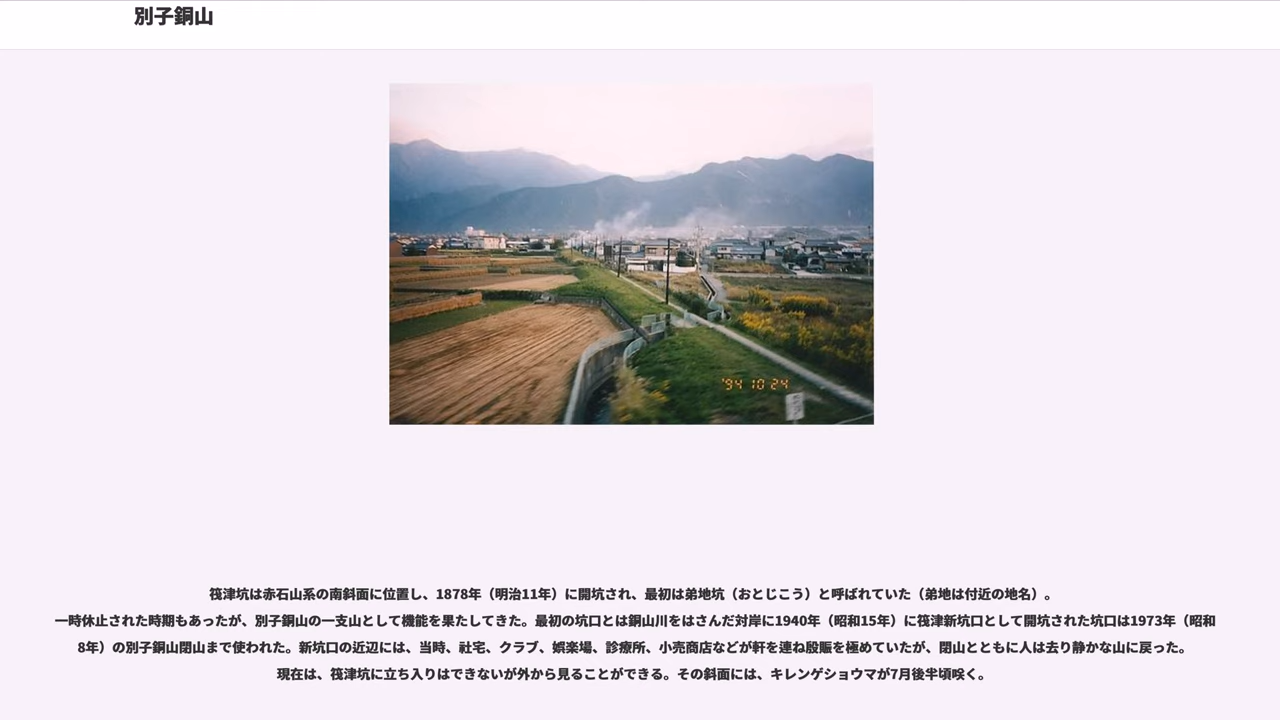 別子銅山
'94 10 24
筏津坑は赤石山系の南斜面に位置し、1878年（明治11年）に開坑され、最初は弟地坑（おとじこう）と呼ばれていた（弟地は付近の地名）。
一時休止された時期もあったが、別子銅山の一支山として機能を果たしてきた。最初の坑口とは銅山川をはさんだ対岸に1940年（昭和15年）に筏津新坑口として開坑された坑口は1973年（昭和
8年）の別子銅山閉山まで使われた。新坑口の近辺には、当時、社宅、クラブ、娯楽場、診療所、小売商店などが軒を連ね殷賑を極めていたが、閉山とともに人は去り静かな山に戻った。
現在は、筏津坑に立ち入りはできないが外から見ることができる。その斜面には、キレンゲショウマが7月後半頃咲く。